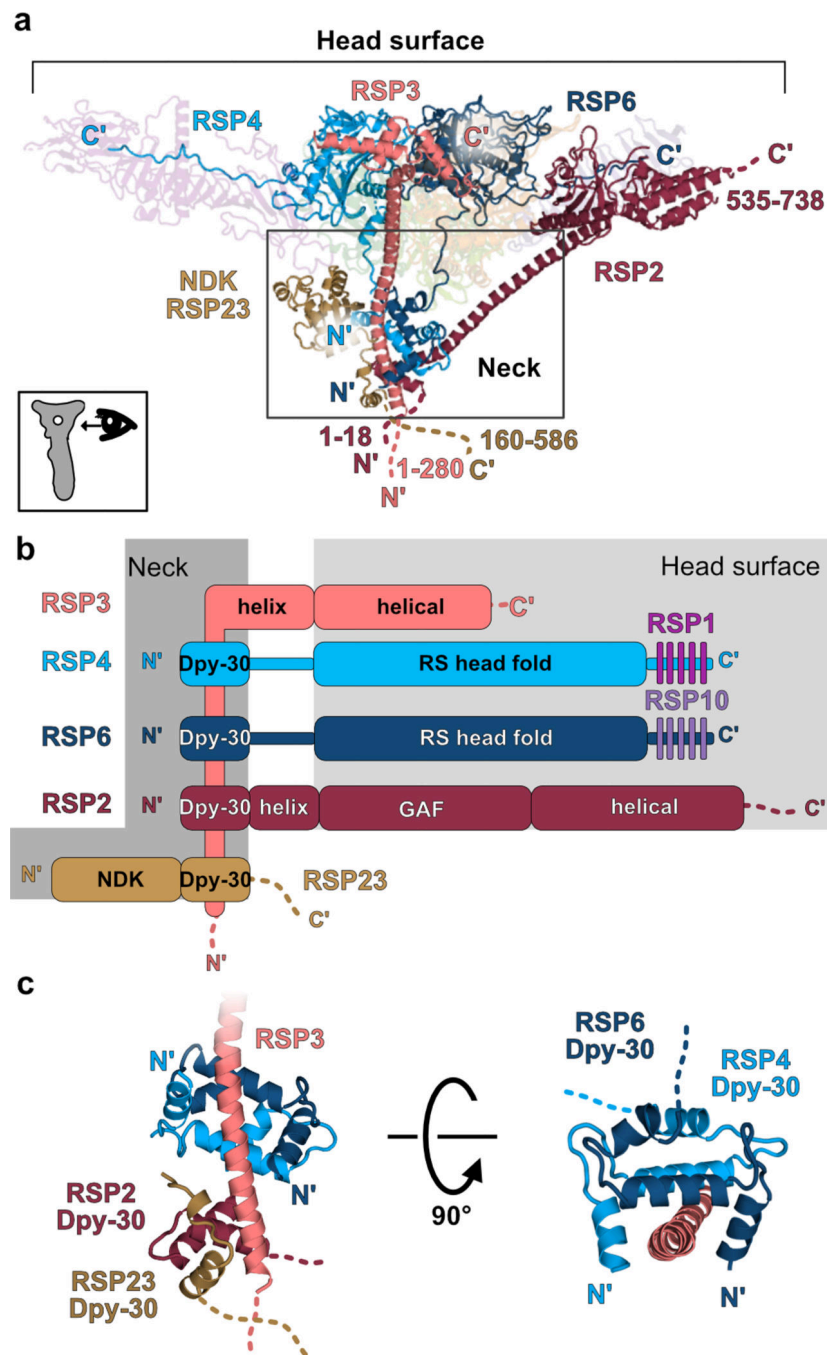 a
Head surface
RSP3
RSP4
RSP6
C'
C'
C'
535-738
NDK
RSP23
RSP2
N'
Neck
N'
1-18
160-586
N'
1-280
C'
N'
b
Neck
Head surface
RSP3
helix
helical
C'
RSP1
RSP4
N'
Dpy-30
RS head fold
C'
RSP10
RSP6
N'
Dpy-30
RS head fold
C'
RSP2
N'
Dpy-30
helix
GAF
helical
C'
N'
NDK
Dpy-30
RSP23
C'
N'
c
RSP3
N'
N'
RSP2
Dpy-30
RSP23
Dpy-30
90°
RSP6
Dpy-30
RSP4
Dpy-30
N'
N'